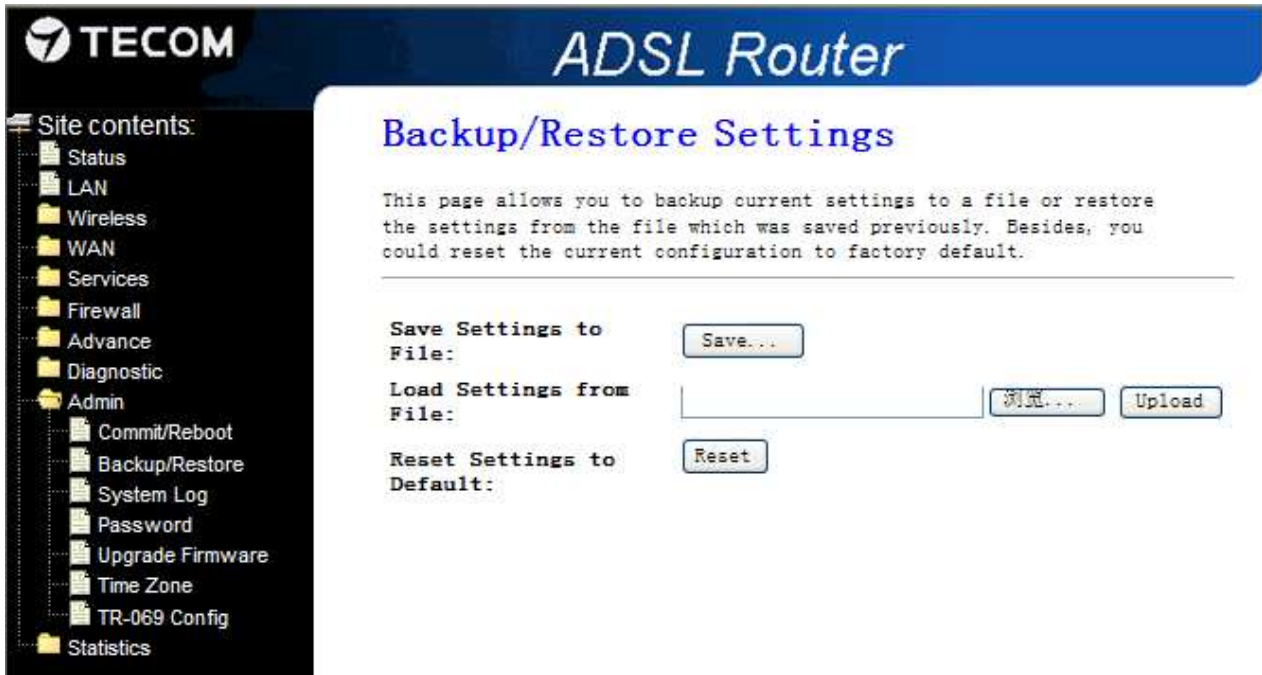 TECOM
ADSL Router
Site contents:
Status
LAN
Wireless
WAN
Services
Firewall
Advance
Diagnostic
Admin
Commit/Reboot
Backup/Restore
System Log
Password
Upgrade Firmware
Time Zone
TR-069 Config
Statistics
Backup/Restore Settings
This page allows you to backup current settings to a file or restore
the settings from the file which was saved previously. Besides, you
could reset the current configuration to factory default.
Save Settings to
File:
Save...
Load Settings from
File:
浏览...
Upload
Reset Settings to
Default:
Reset